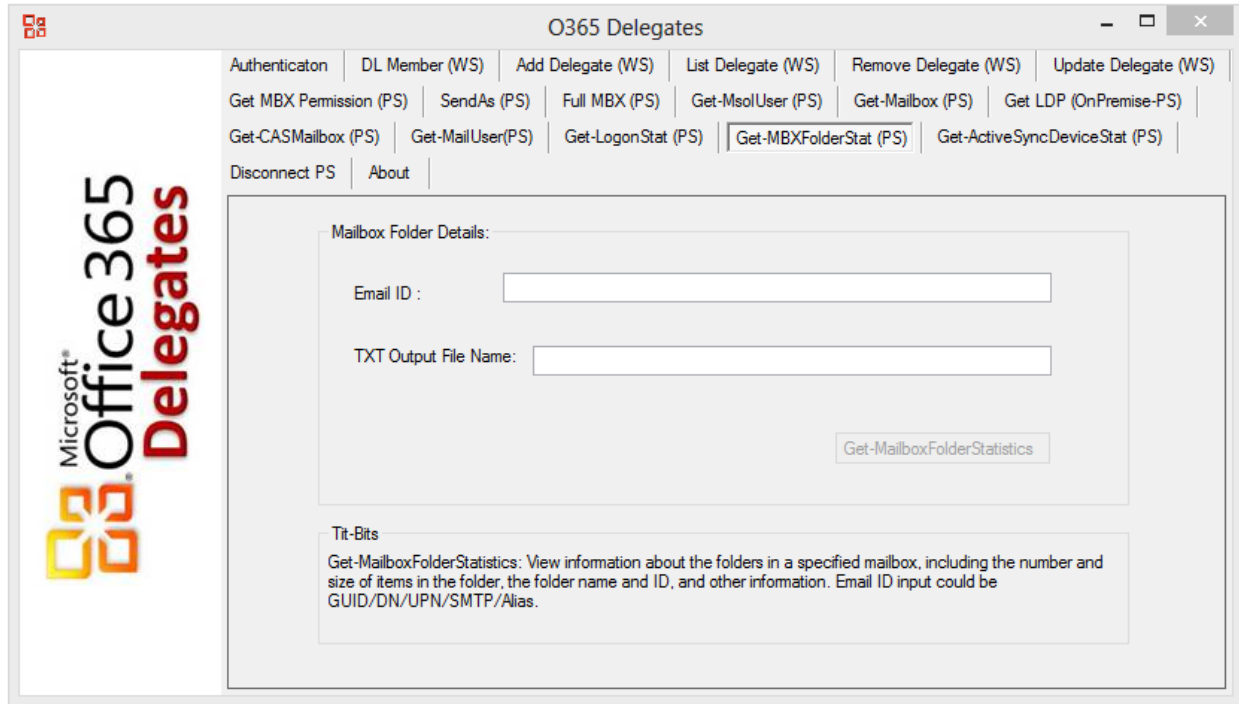 O365 Delegates
Authenticaton DL Member (WS) Add Delegate (WS) List Delegate (WS) Remove Delegate (WS) Update Delegate (WS)
Get MBX Permission (PS) SendAs (PS) Full MBX (PS) Get-MsolUser (PS) Get-Mailbox (PS) Get LDP (OnPremise-PS)
Get-CASMailbox (PS) Get-MailUser(PS) Get-LogonStat (PS) Get-MBXFolderStat (PS) Get-ActiveSyncDeviceStat (PS)
Disconnect PS About
Microsoft®
Office 365
Delegates
Mailbox Folder Details:
Email ID :
TXT Output File Name:
Get-MailboxFolderStatistics
Tit-Bits
Get-MailboxFolderStatistics: View information about the folders in a specified mailbox, including the number and
size of items in the folder, the folder name and ID, and other information. Email ID input could be
GUID/DN/UPN/SMTP/Alias.